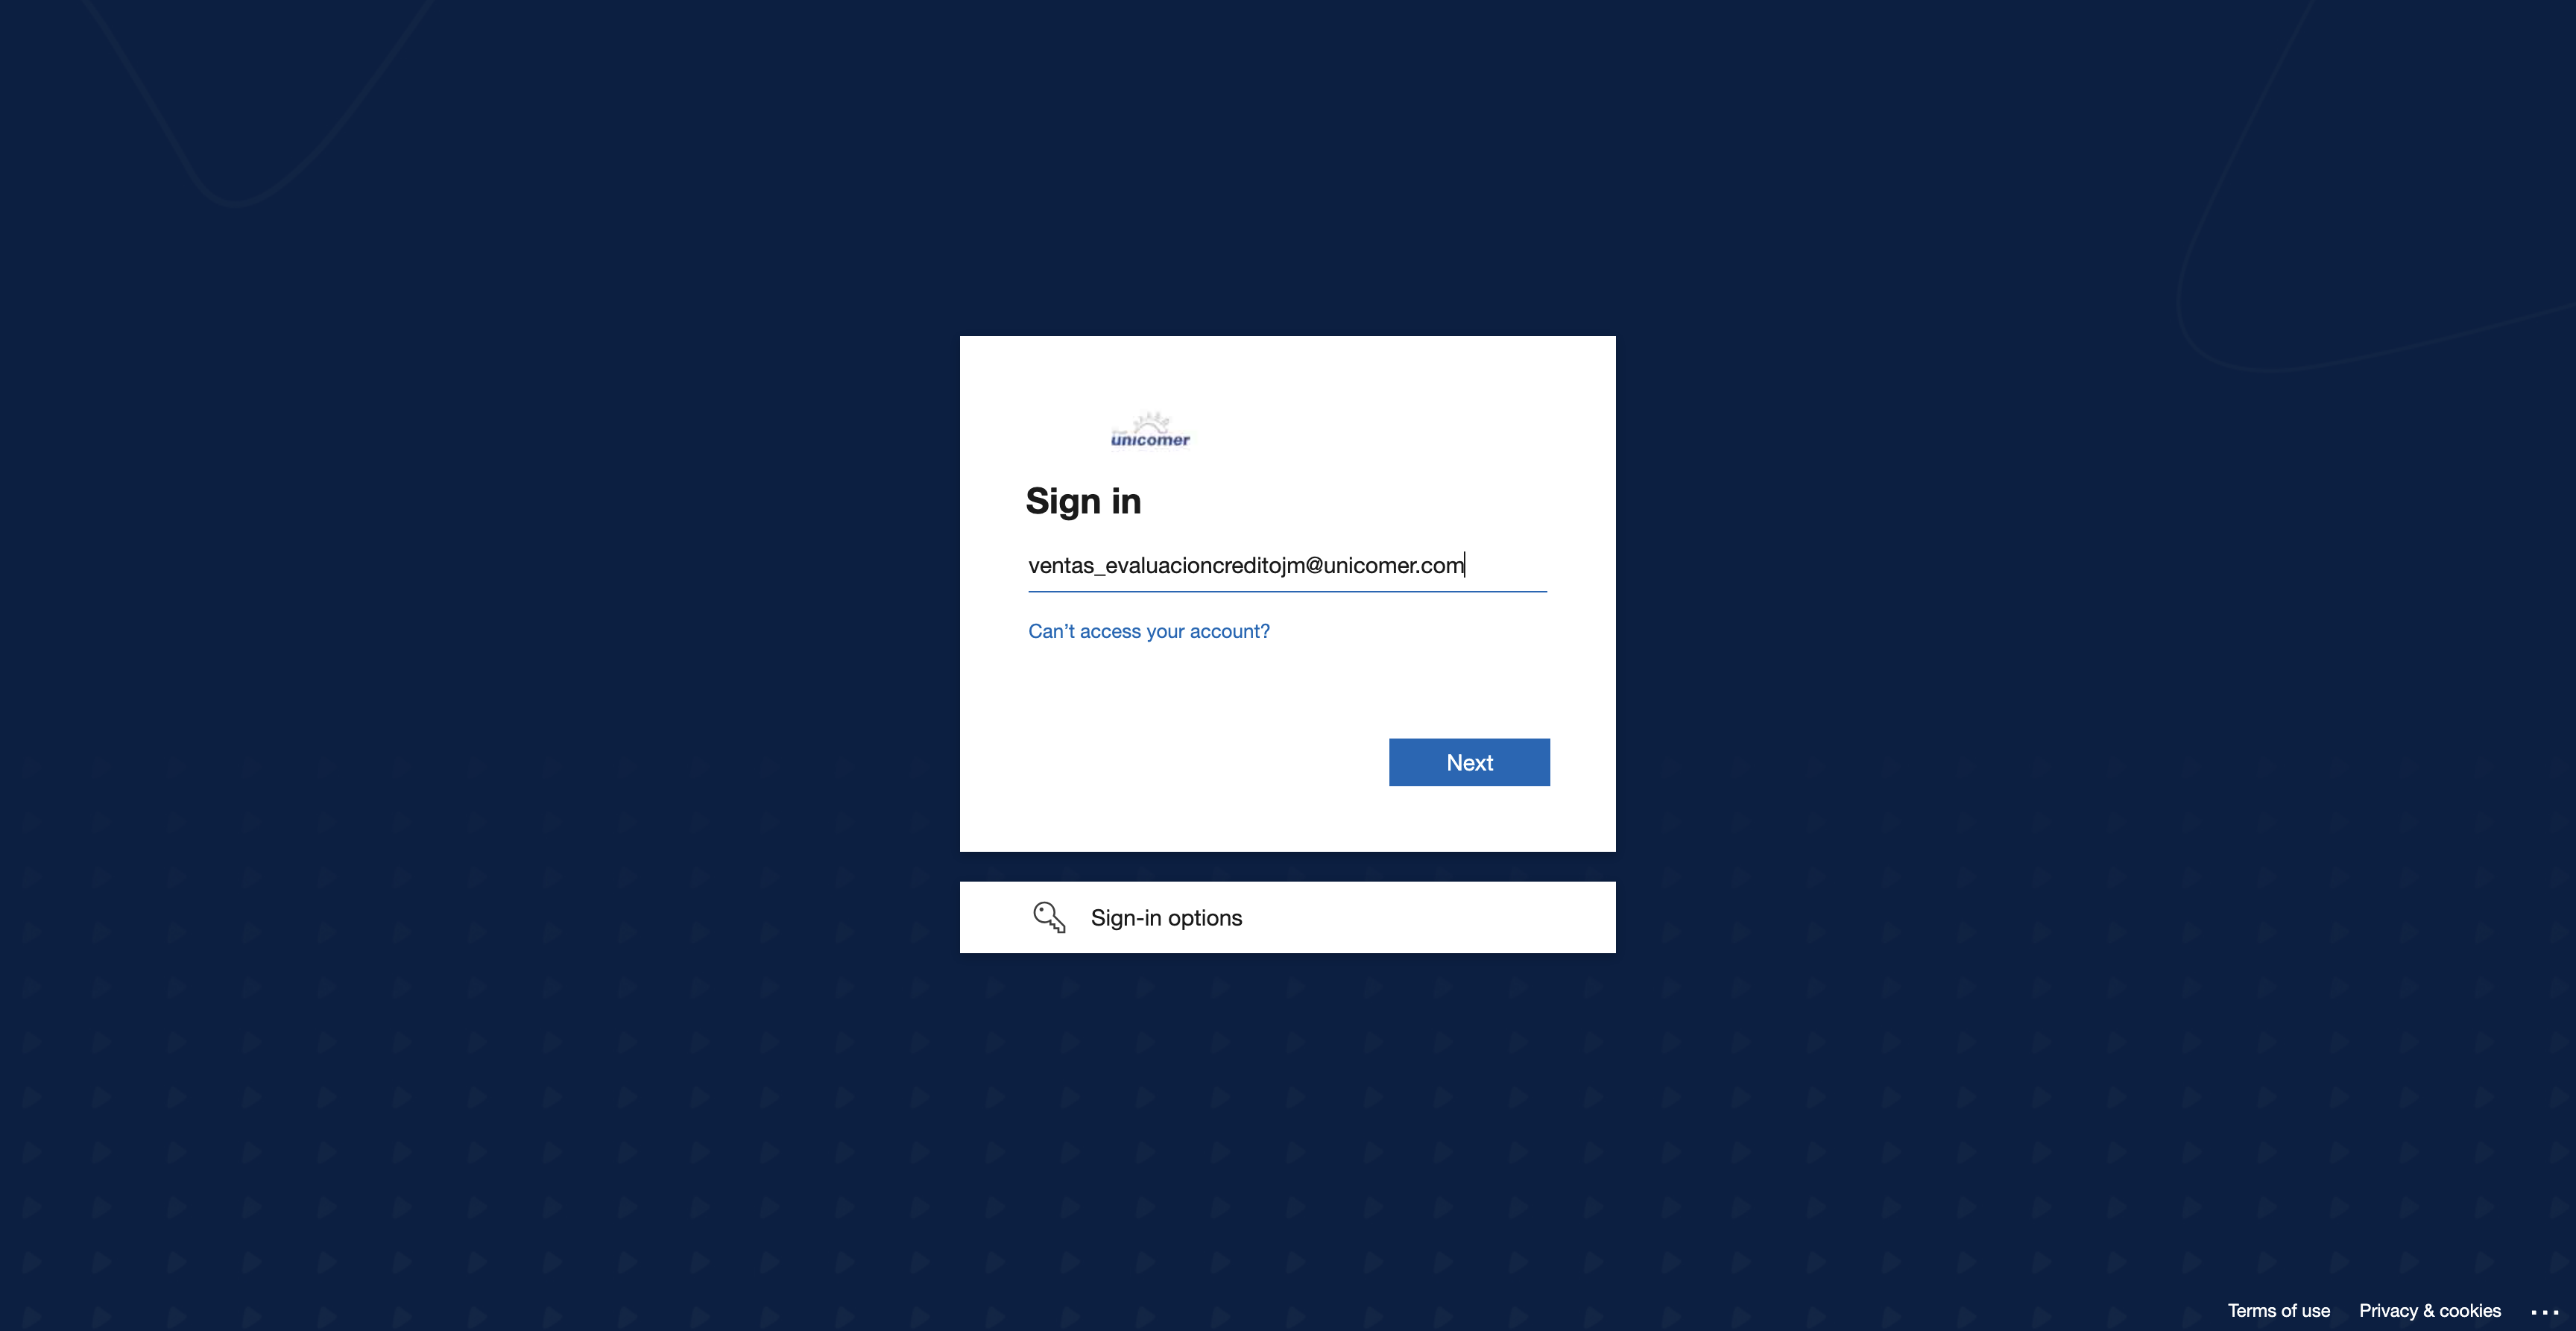 unicomer
Sign in
ventas_evaluacioncreditojm@unicomer.com
Can’t access your account?
Next
Sign-in options
Terms of use
Privacy & cookies